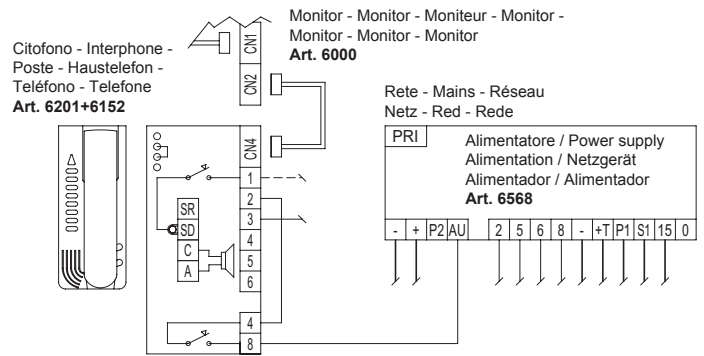 Monitor - Monitor - Moniteur - Monitor -
Monitor - Monitor - Monitor
Art. 6000
Citofono - Interphone -
Poste - Haustelefon -
Teléfono - Telefone
Art. 6201+6152
CN1
CN2
CN4
Rete - Mains - Réseau
Netz - Red - Rede
PRI
Alimentatore / Power supply
Alimentation / Netzgerät
Alimentador / Alimentador
Art. 6568
- + P2 AU 2 5 6 8 - +T P1 S1 15 0
1
2
3
4
5
6
4
8
SR
SD
C
A